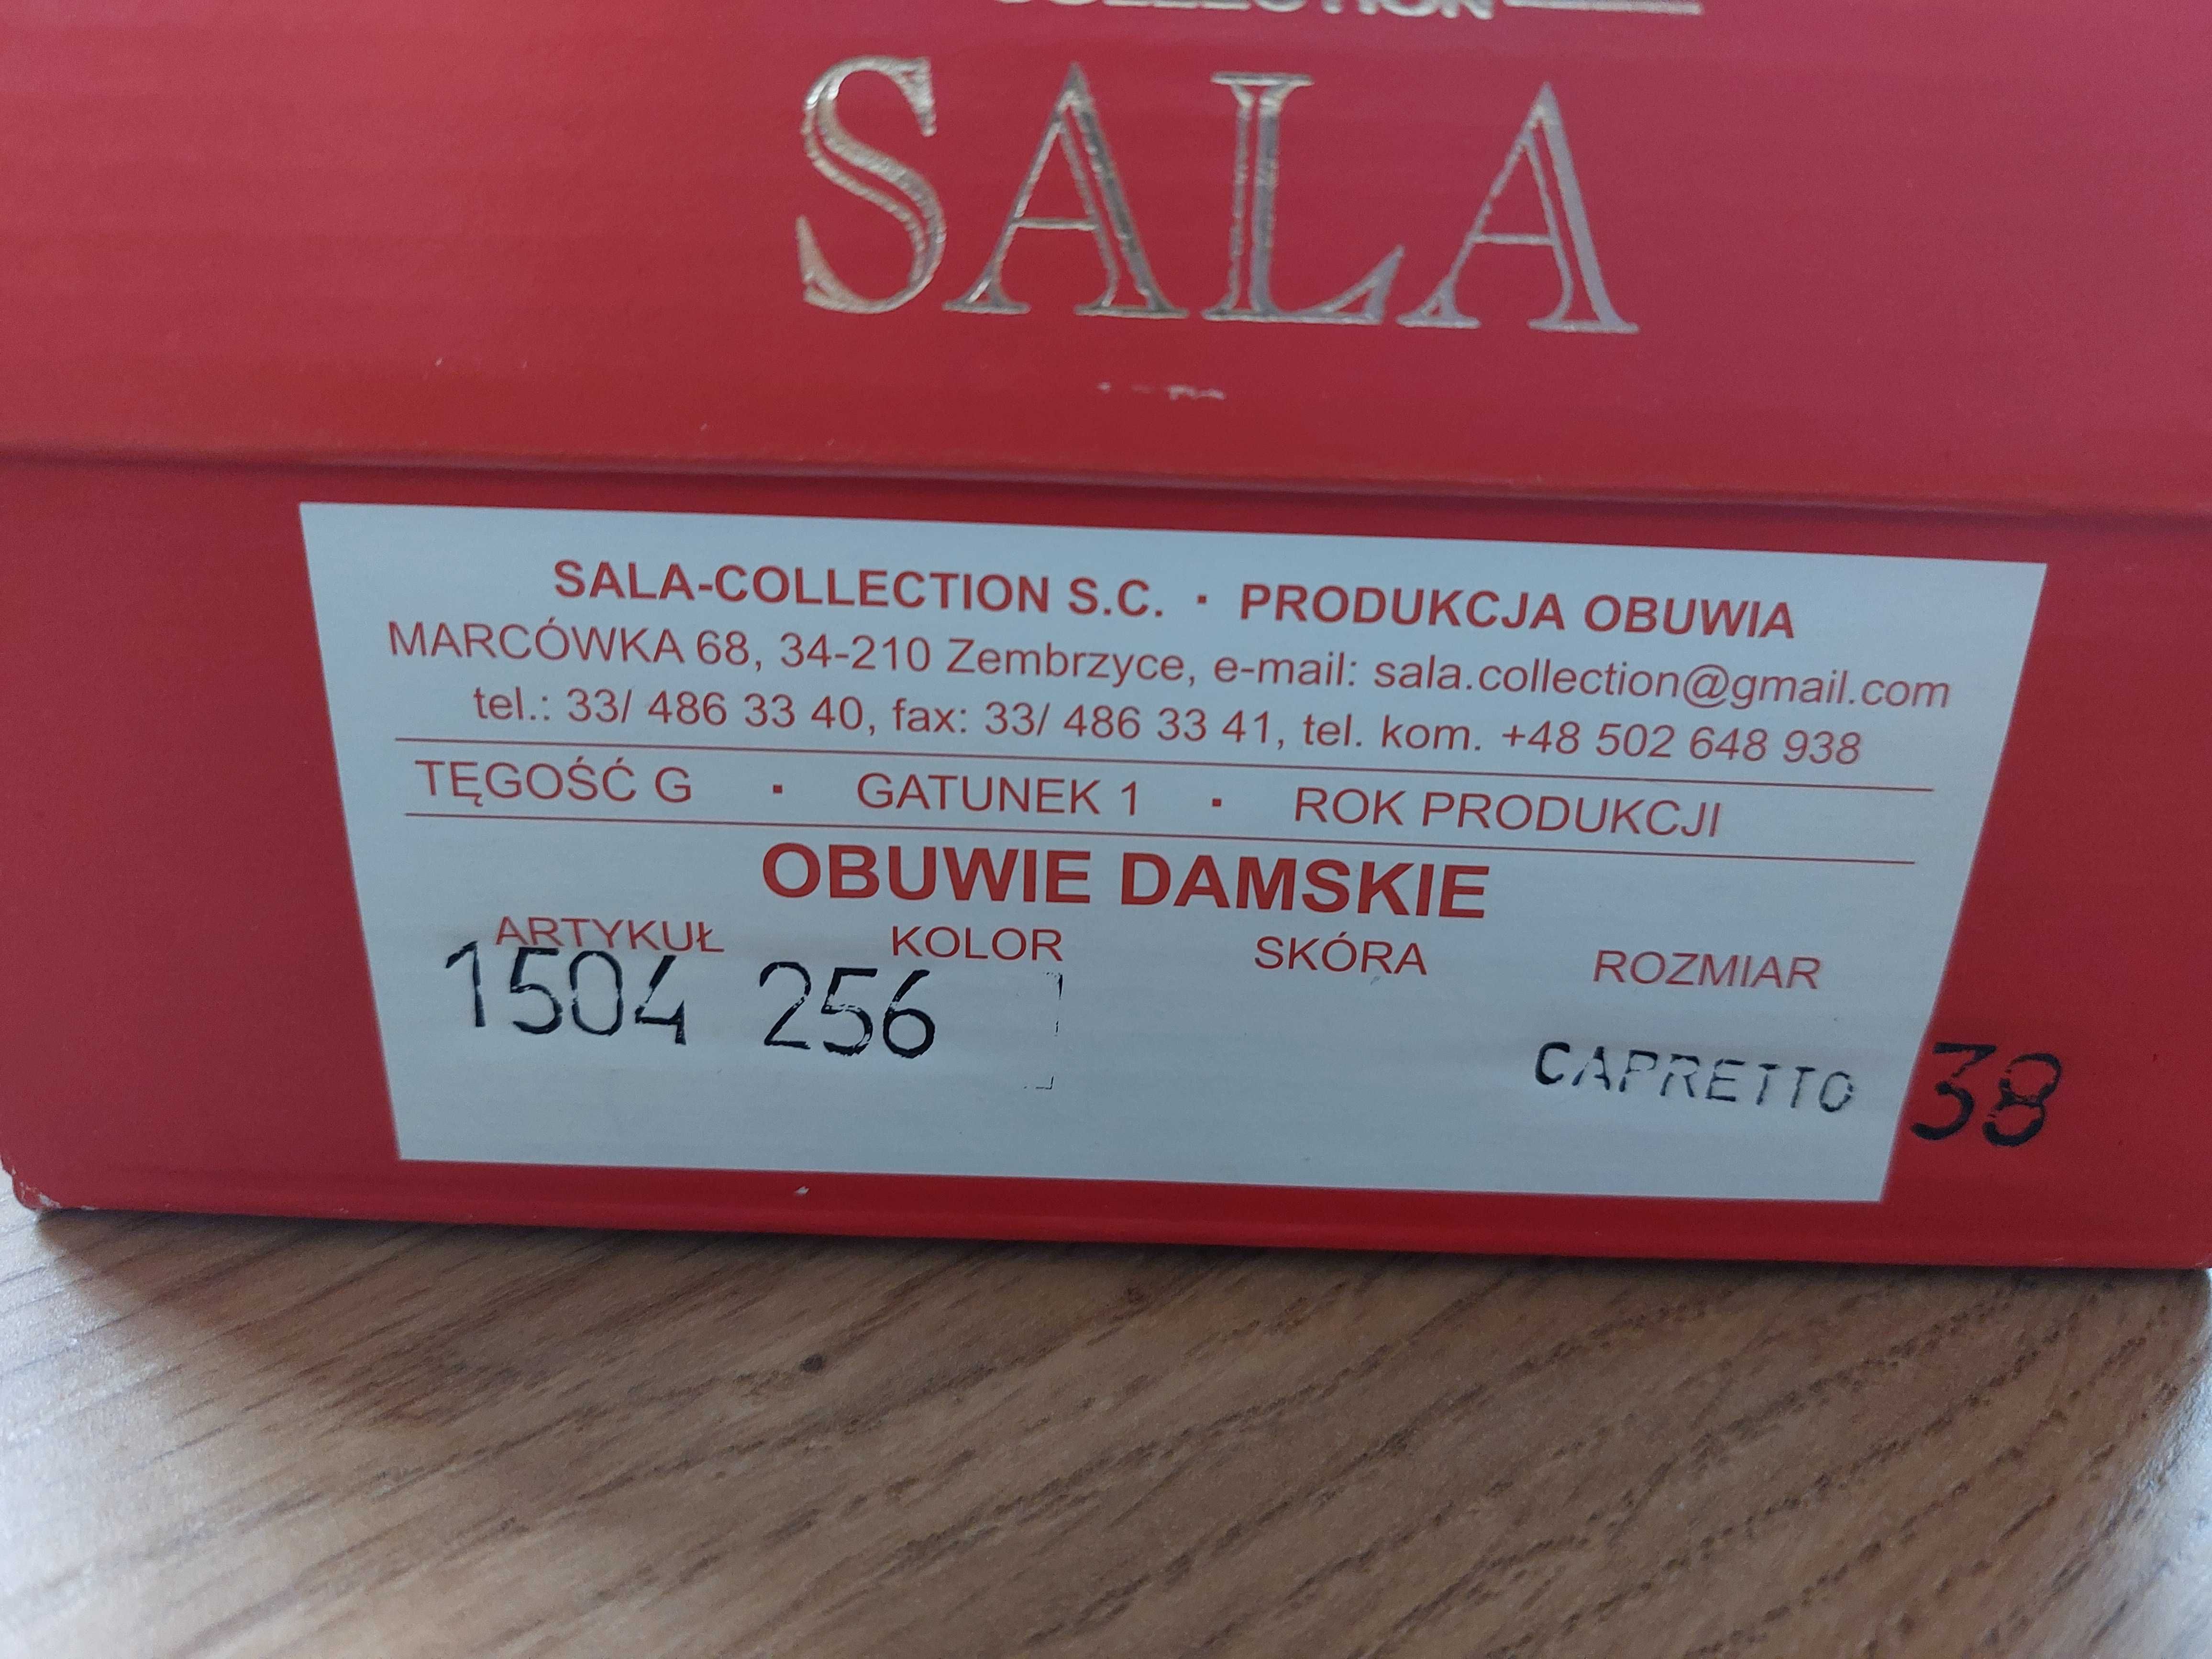 COLLECTION
SALA
SALA-COLLECTION S.C. · PRODUKCJA OBUWIA
MARCÓWKA 68, 34-210 Zembrzyce, e-mail: sala.collection@gmail.com
tel.: 33/ 486 33 40, fax: 33/ 486 33 41, tel. kom. +48 502 648 938
TĘGOŚĆ G · GATUNEK 1 · ROK PRODUKCJI
OBUWIE DAMSKIE
ARTYKUŁ KOLOR SKÓRA ROZMIAR
1504 256 CAPRETTO 38